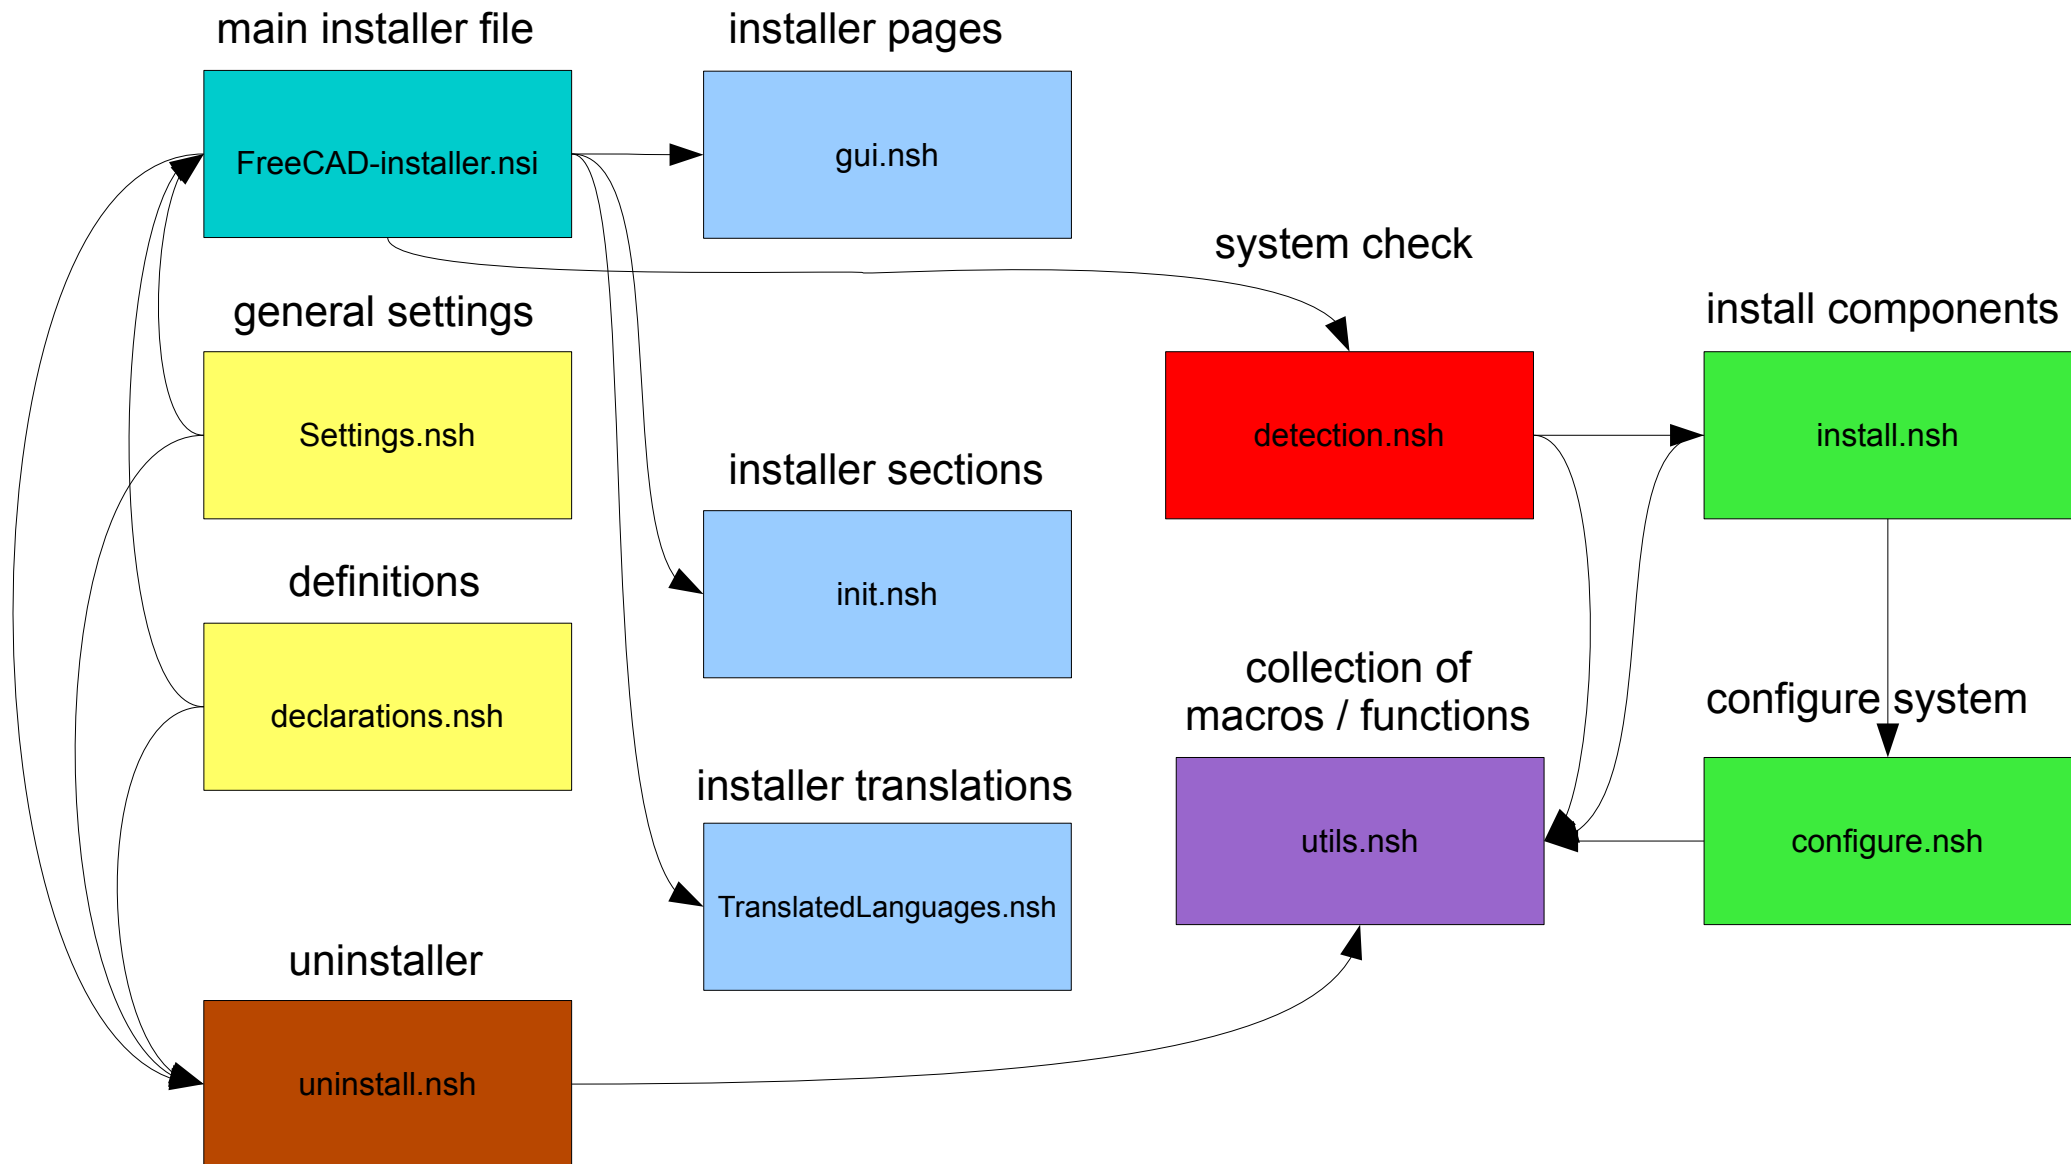 main installer file
FreeCAD-installer.nsi
installer pages
gui.nsh
system check
detection.nsh
install components
install.nsh
general settings
Settings.nsh
installer sections
init.nsh
definitions
declarations.nsh
collection of
macros / functions
utils.nsh
configure system
configure.nsh
installer translations
TranslatedLanguages.nsh
uninstaller
uninstall.nsh